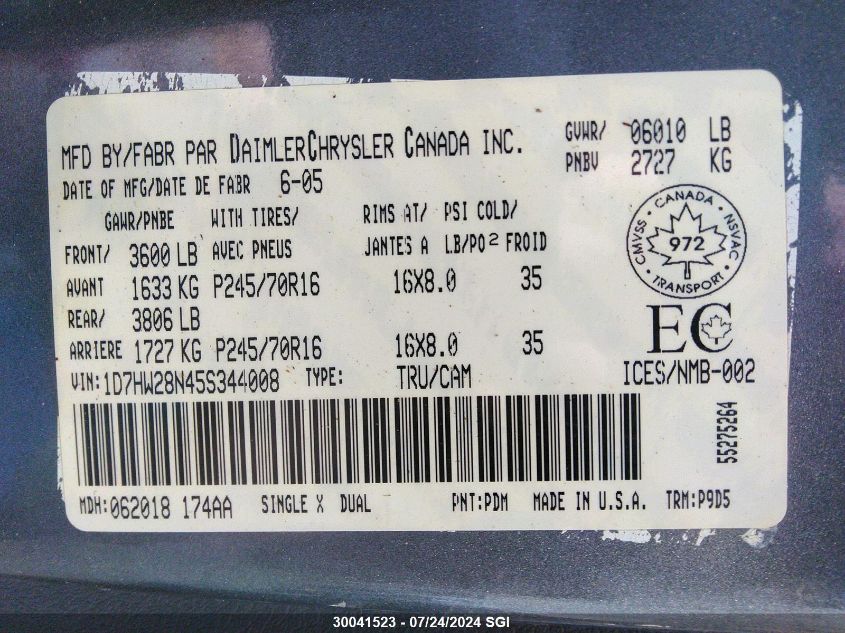 MFD BY/FABR PAR DAIMLERCHRYSLER CANADA INC.
GVWR/ 06010 LB
PNBV 2727 KG
DATE OF MFG/DATE DE FABR 6-05
GAWR/PNBE WITH TIRES/ RIMS AT/ PSI COLD/
FRONT/ 3600 LB AVEC PNEUS JANTES A LB/PO² FROID
AVANT 1633 KG P245/70R16 16X8.0 35
REAR/ 3806 LB
ARRIERE 1727 KG P245/70R16 16X8.0 35
VIN:1D7HW28N45S344008 TYPE: TRU/CAM
CMVSS · CANADA · NSVAC · TRANSPORT ·
972
EC
ICES/NMB-002
55275264
MDH:062018 174AA SINGLE X DUAL PNT:PDM MADE IN U.S.A. TRM:P9D5
30041523 - 07/24/2024 SGI